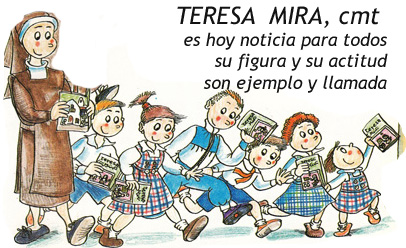 TERESA MIRA, cmt
es hoy noticia para todos
su figura y su actitud
son ejemplo y llamada